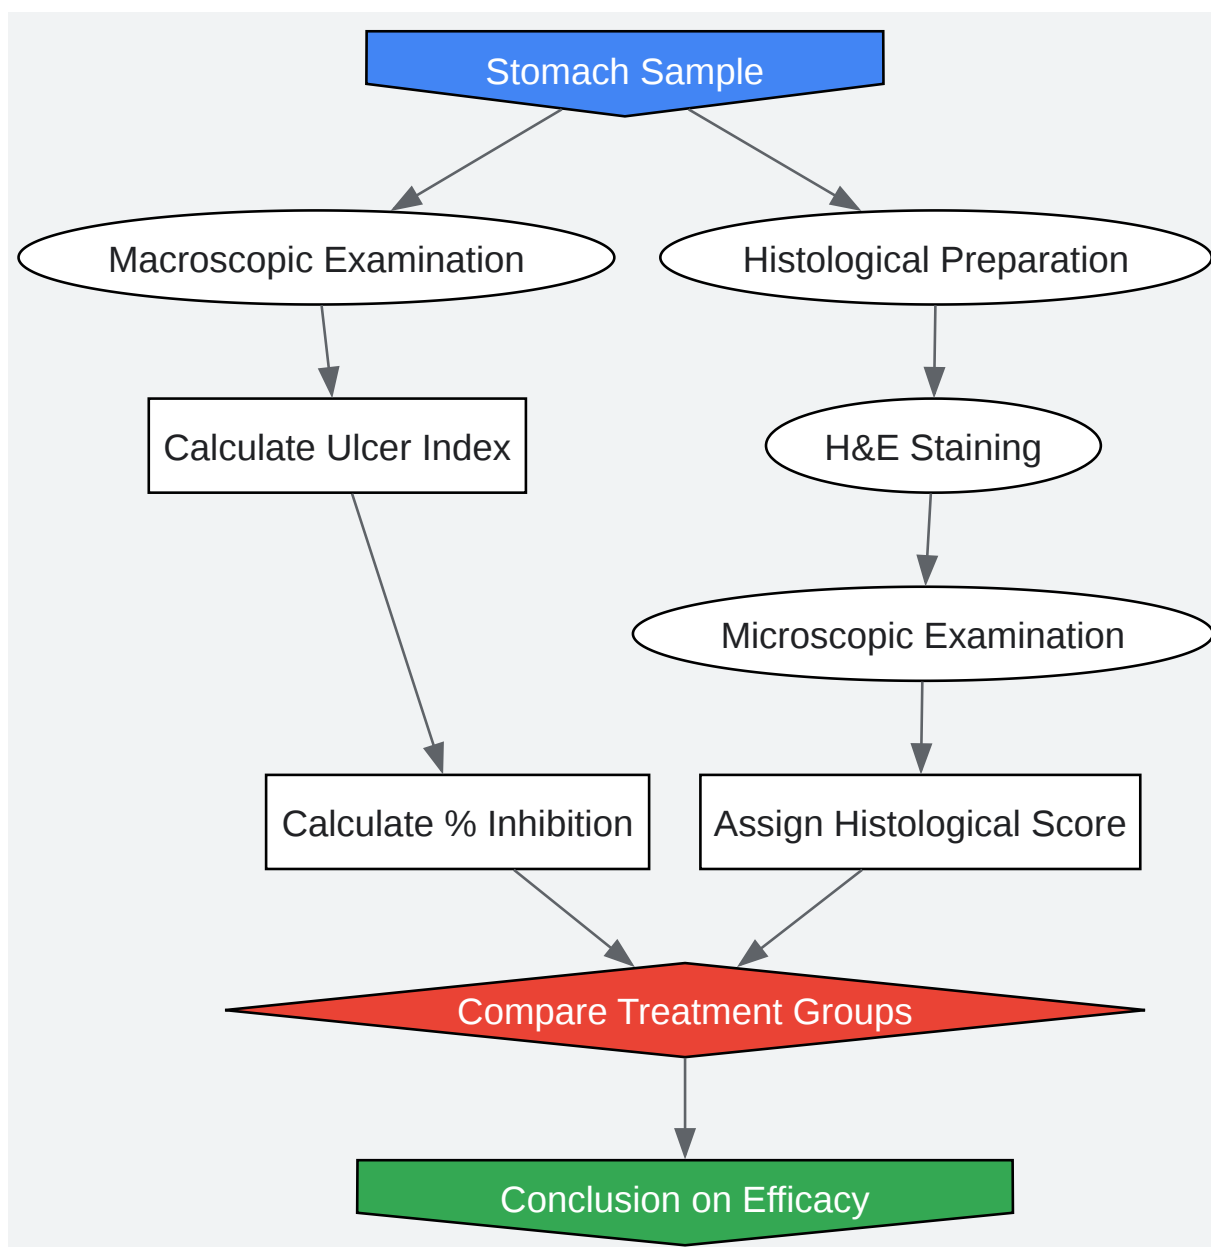 Stomach Sample
Macroscopic Examination
Histological Preparation
Calculate Ulcer Index
H&E Staining
Microscopic Examination
Calculate % Inhibition
Assign Histological Score
Compare Treatment Groups
Conclusion on Efficacy